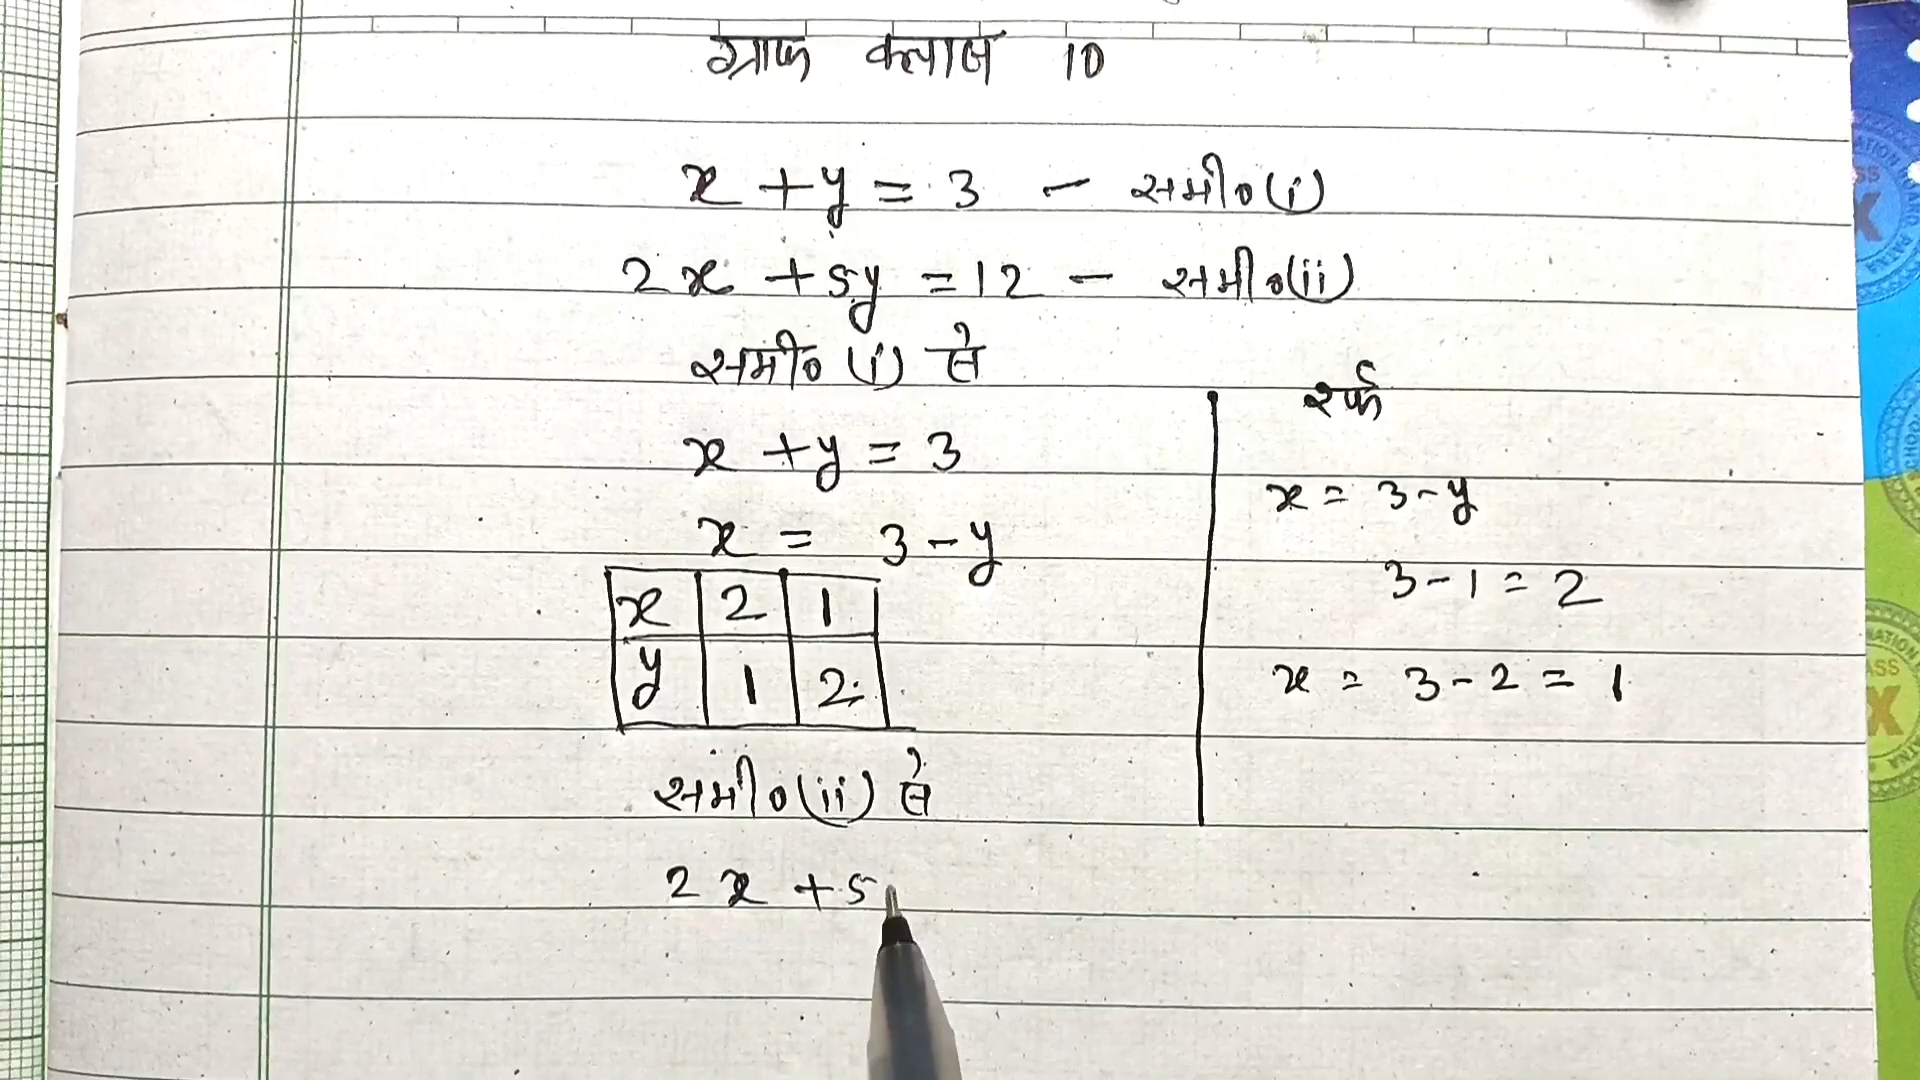 ग्राफ क्लास 10
x + y = 3 – समी०(i)
2x + 5y = 12 – समी०(ii)
समी० (i) से
x + y = 3
x = 3 - y
x 2 1
y 1 2
समी०(ii) से
2x + 5
रफ
x = 3 - y
3 - 1 = 2
x = 3 - 2 = 1